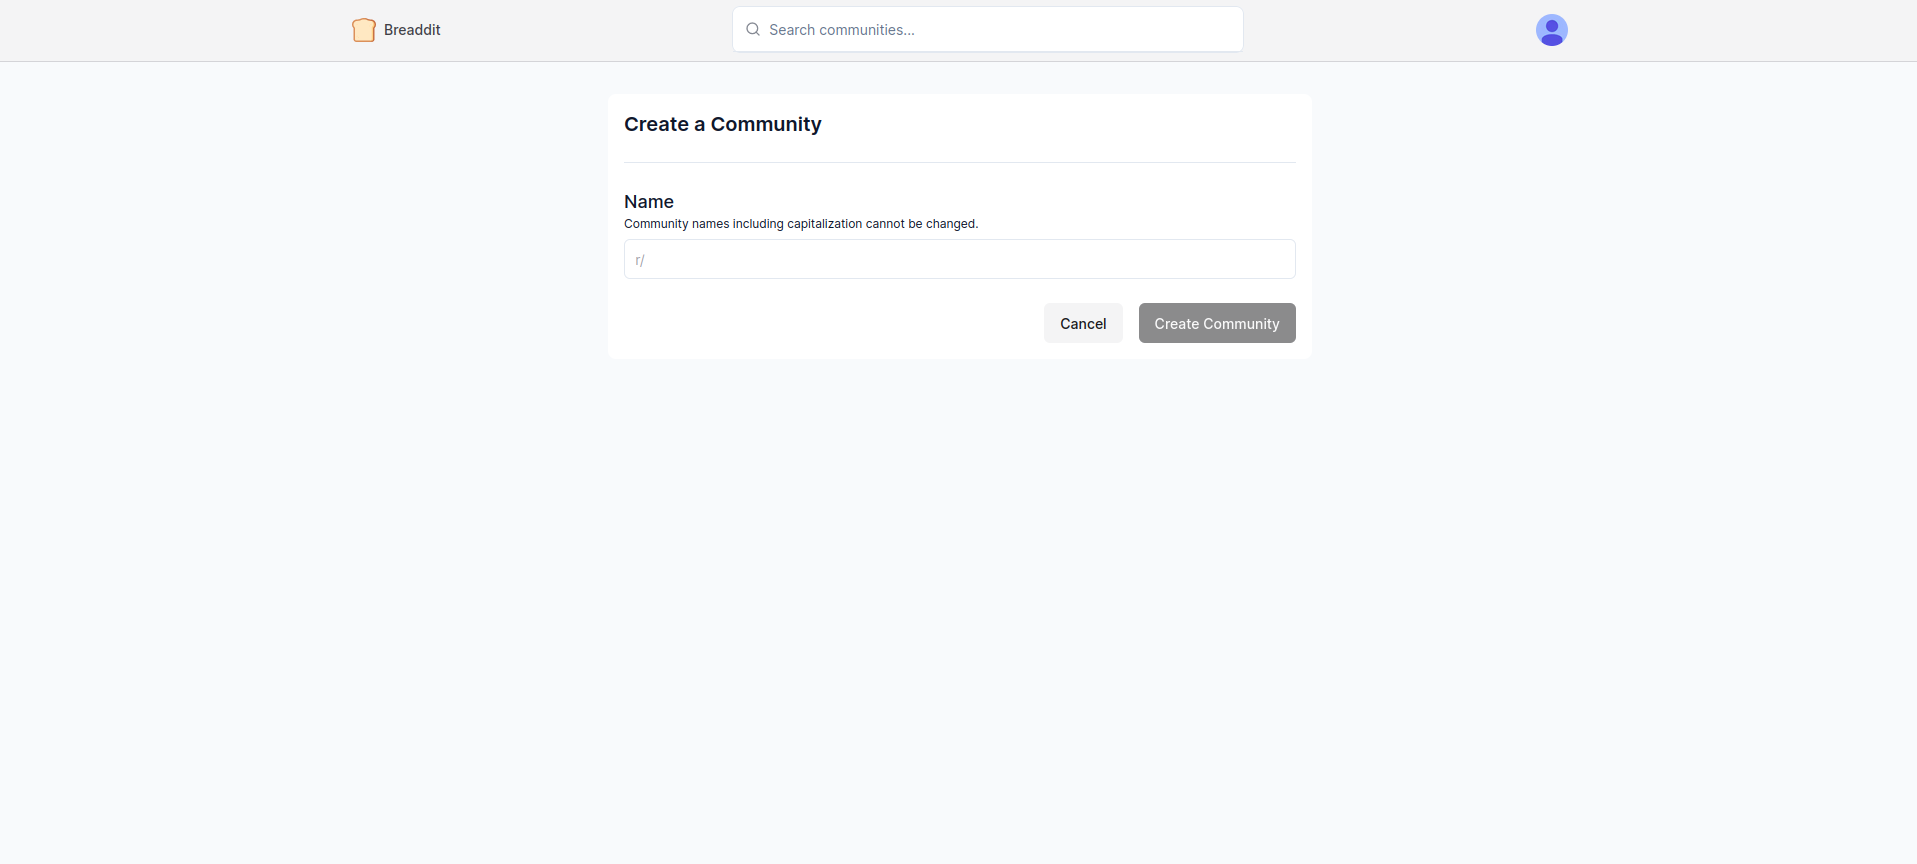 Breaddit
Search communities...
Create a Community
Name
Community names including capitalization cannot be changed.
r/
Cancel
Create Community